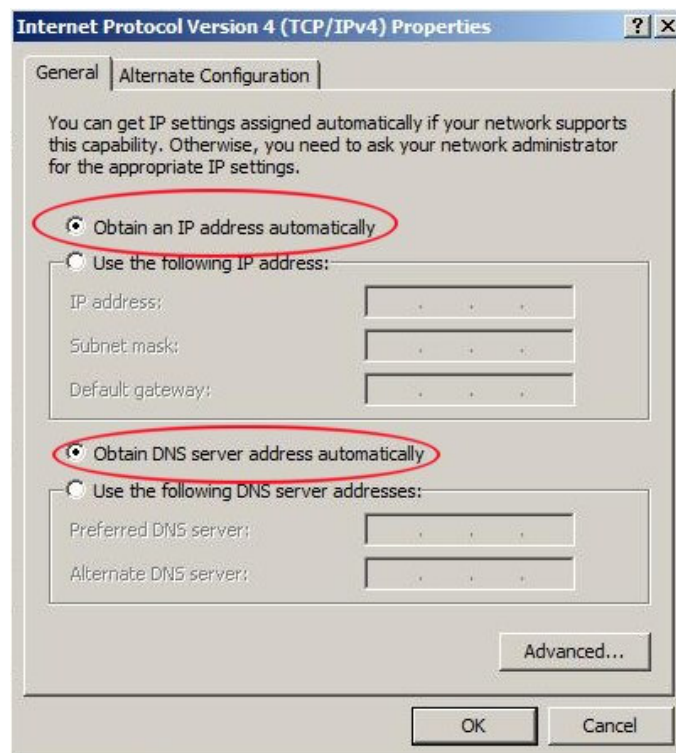 Internet Protocol Version 4 (TCP/IPv4) Properties
General
Alternate Configuration
You can get IP settings assigned automatically if your network supports
this capability. Otherwise, you need to ask your network administrator
for the appropriate IP settings.
Obtain an IP address automatically
Use the following IP address:
IP address:
Subnet mask:
Default gateway:
Obtain DNS server address automatically
Use the following DNS server addresses:
Preferred DNS server:
Alternate DNS server:
Advanced...
OK
Cancel